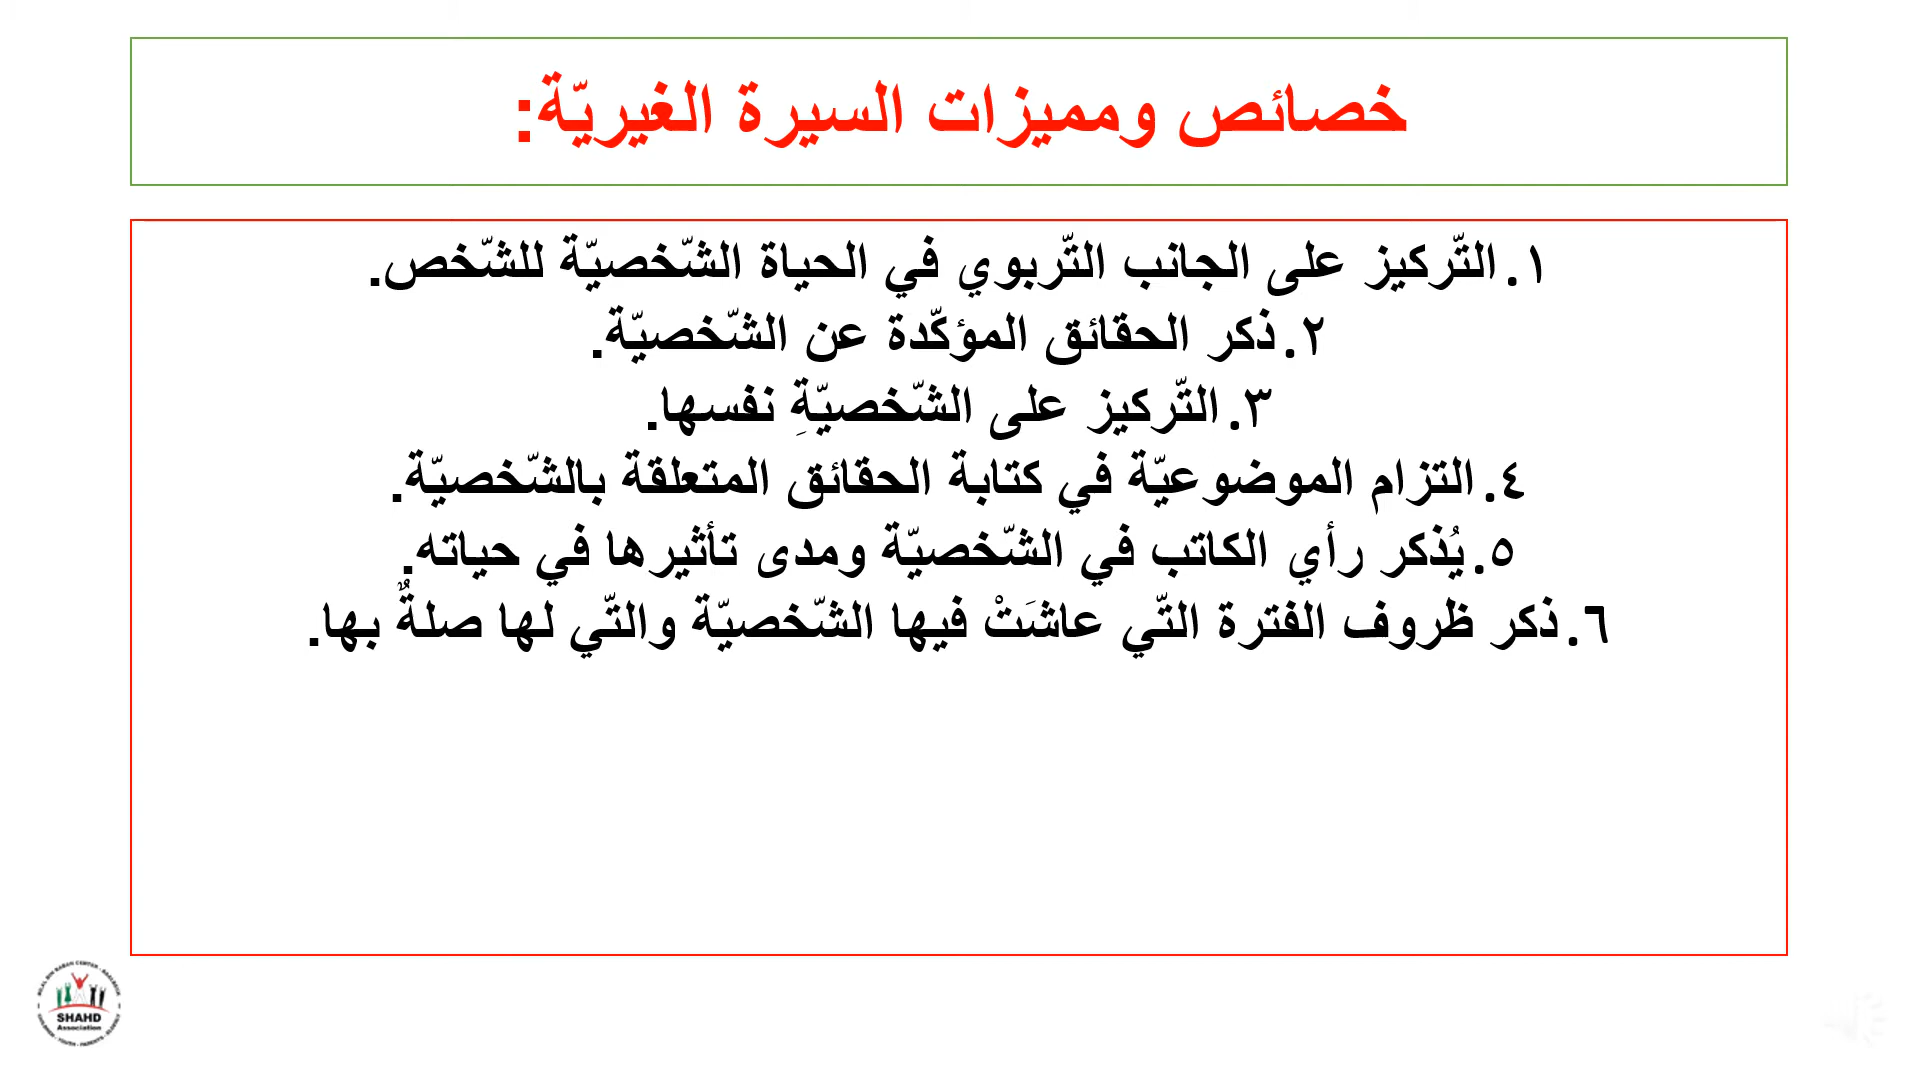 خصائص ومميزات السيرة الغيريّة:
١. التّركيز على الجانب التّربوي في الحياة الشّخصيّة للشّخص.
٢. ذكر الحقائق المؤكّدة عن الشّخصيّة.
٣. التّركيز على الشّخصيّةِ نفسها.
٤. التزام الموضوعيّة في كتابة الحقائق المتعلقة بالشّخصيّة.
٥. يُذكر رأي الكاتب في الشّخصيّة ومدى تأثيرها في حياته.
٦. ذكر ظروف الفترة التّي عاشَتْ فيها الشّخصيّة والتّي لها صلةٌ بها.
SHAHD
Association